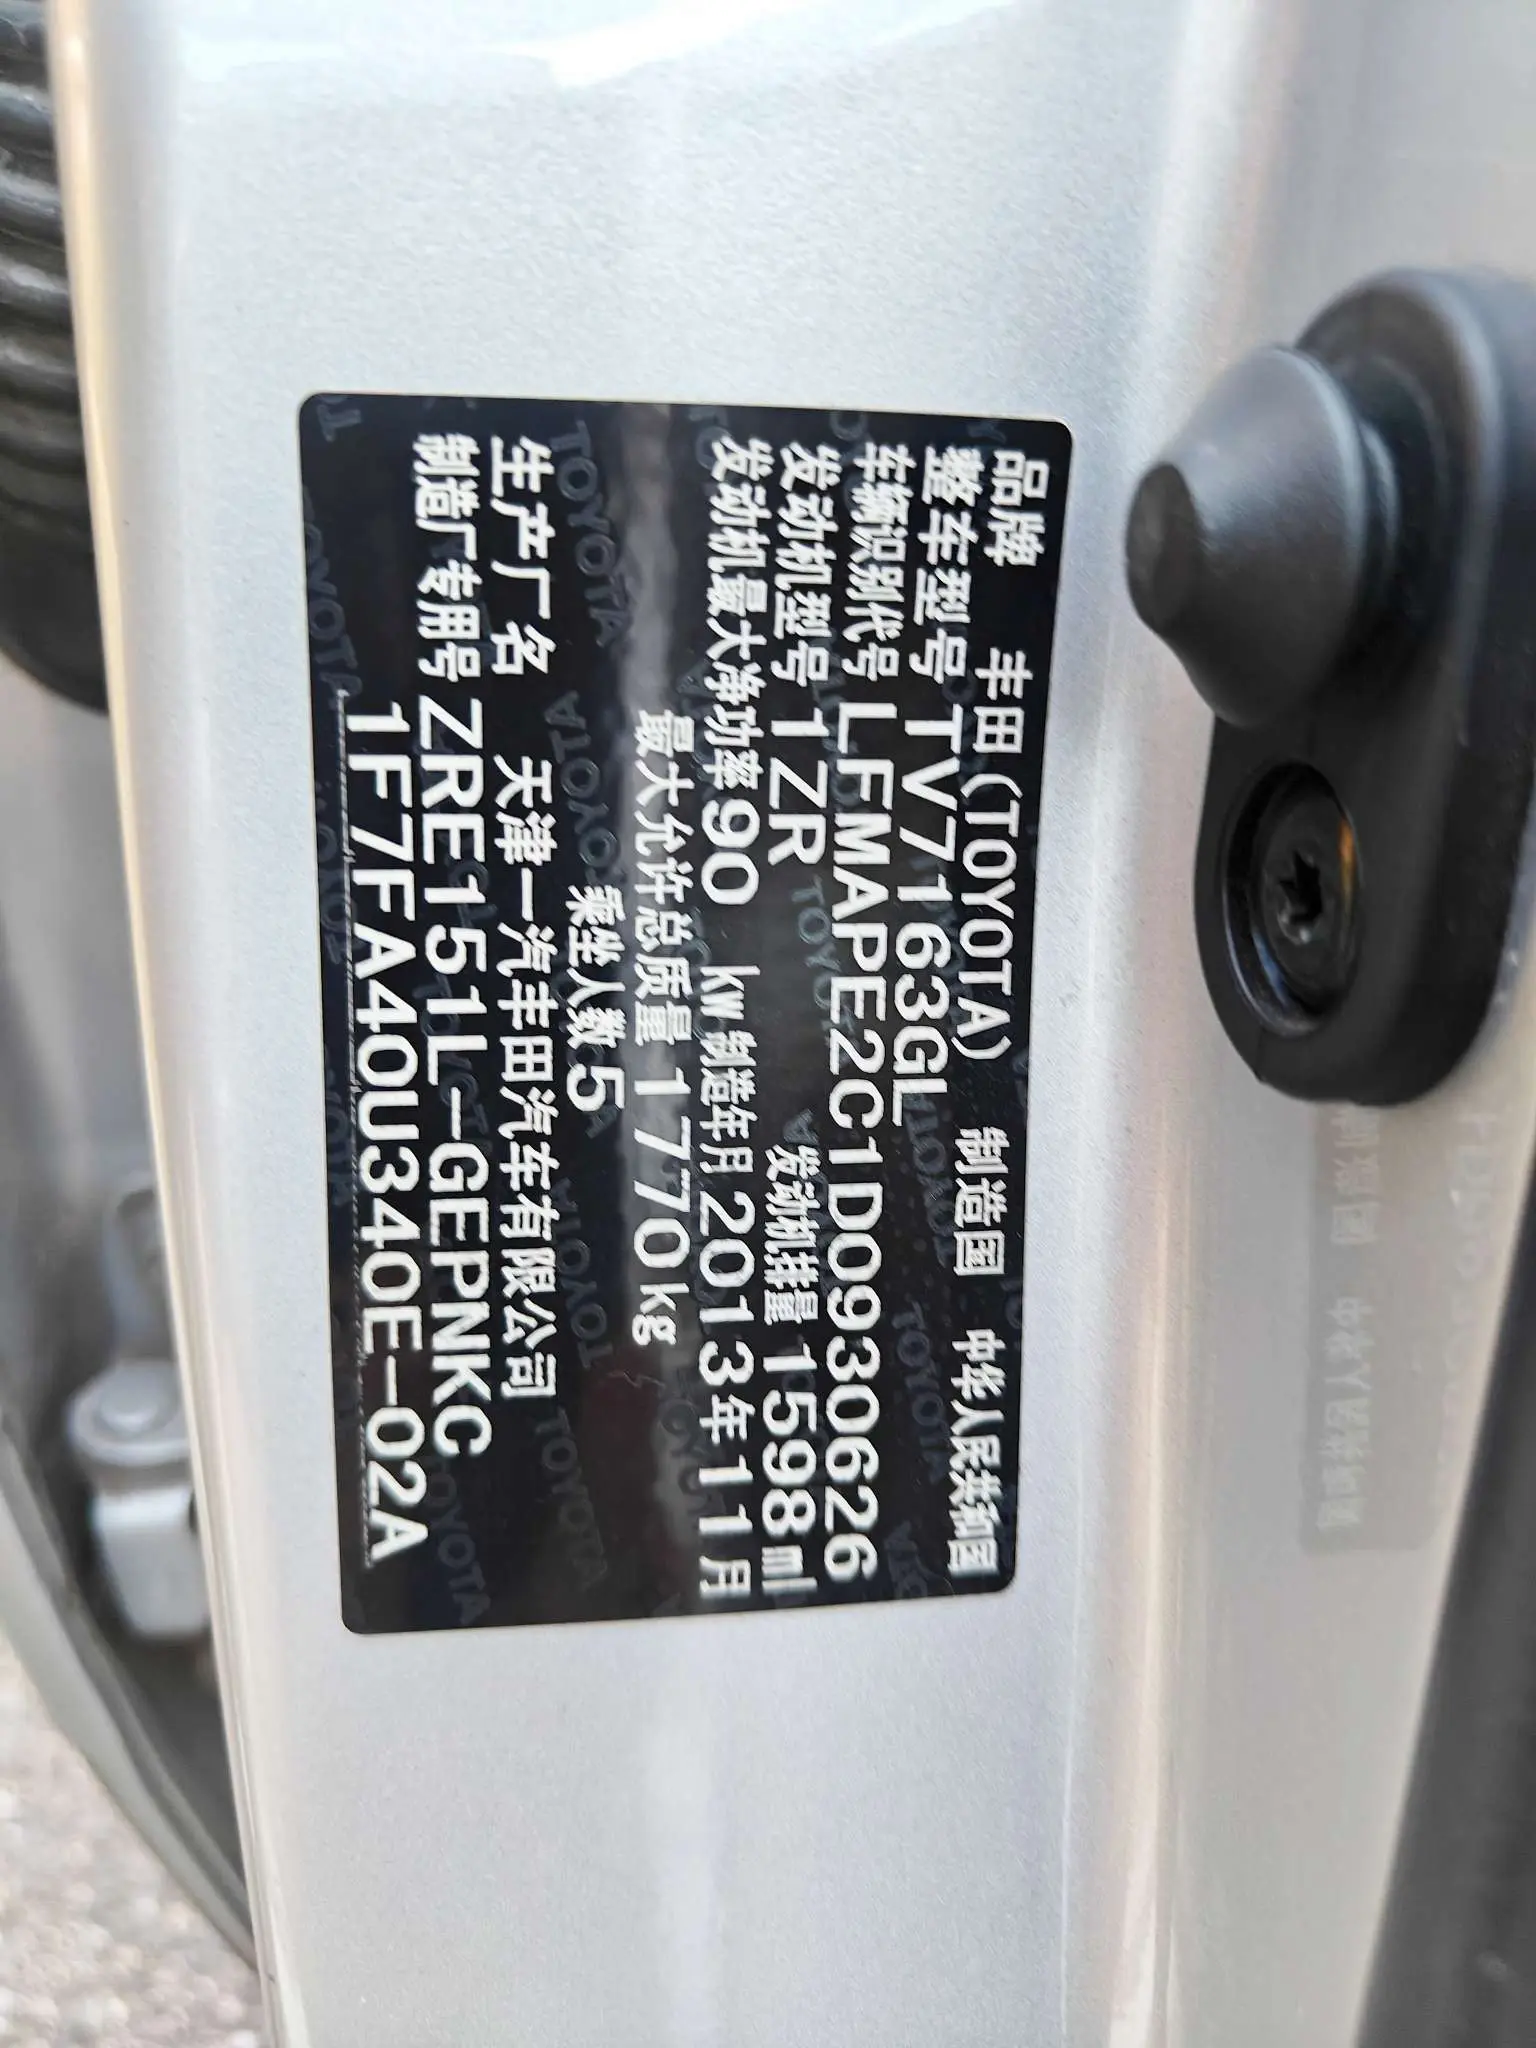 品牌 丰田(TOYOTA) 制造国 中华人民共和国
整车型号 TV7163GL
车辆识别代号 LFMAPE2C1D0930626
发动机型号 1ZR 发动机排量 1598ml
发动机最大净功率 90 kW 制造年月 2013年11月
最大允许总质量 1770kg
乘坐人数 5
生产厂名 天津一汽丰田汽车有限公司
制造厂专用号 ZRE151L-GEPNKC
1F7FA40U340E-02A